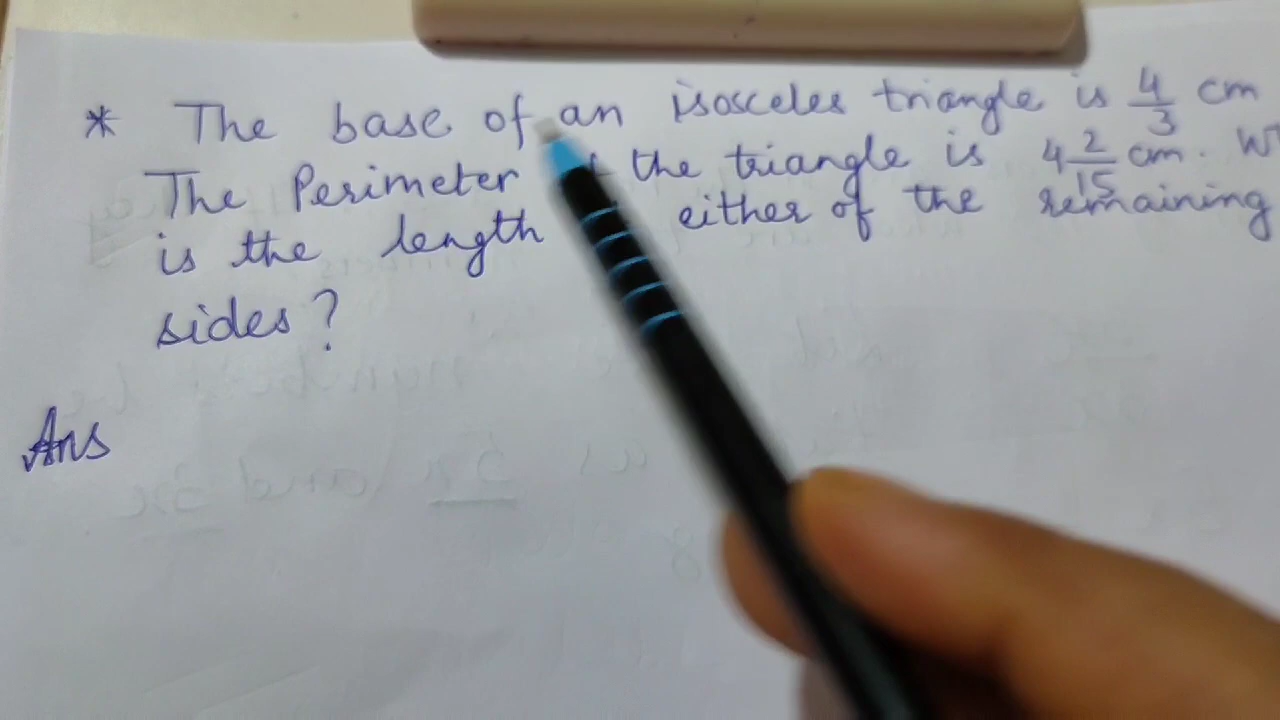 * The base of an isosceles triangle is 4/3 cm
The Perimeter the triangle is 4 2/15 cm.
is the length either of the remaining
sides?
Ans